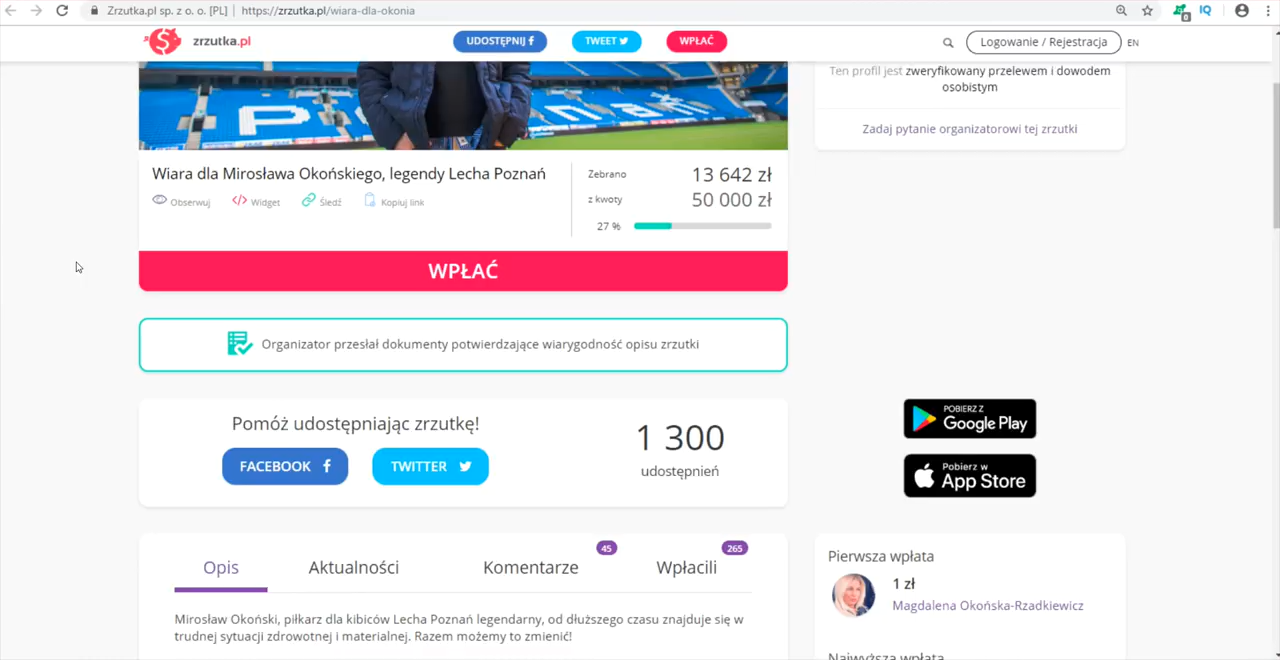 Zrzutka.pl sp. z o. o. [PL] | https://zrzutka.pl/wiara-dla-okonia
0
IQ
zrzutka.pl
UDOSTĘPNIJ f
TWEET
WPŁAĆ
Logowanie / Rejestracja
EN
Ten profil jest zweryfikowany przelewem i dowodem
osobistym
Zadaj pytanie organizatorowi tej zrzutki
Wiara dla Mirosława Okońskiego, legendy Lecha Poznań
Obserwuj
</> Widget
Śledź
Kopiuj link
Zebrano 13 642 zł
z kwoty 50 000 zł
27 %
WPŁAĆ
Organizator przesłał dokumenty potwierdzające wiarygodność opisu zrzutki
Pomóż udostępniając zrzutkę!
FACEBOOK f
TWITTER
1 300
udostępnień
POBIERZ Z
Google Play
Pobierz w
App Store
Opis
Aktualności
Komentarze 45
Wpłacili 265
Mirosław Okoński, piłkarz dla kibiców Lecha Poznań legendarny, od dłuższego czasu znajduje się w
trudnej sytuacji zdrowotnej i materialnej. Razem możemy to zmienić!
Pierwsza wpłata
1 zł
Magdalena Okońska-Rzadkiewicz
Najwyższa wpłata